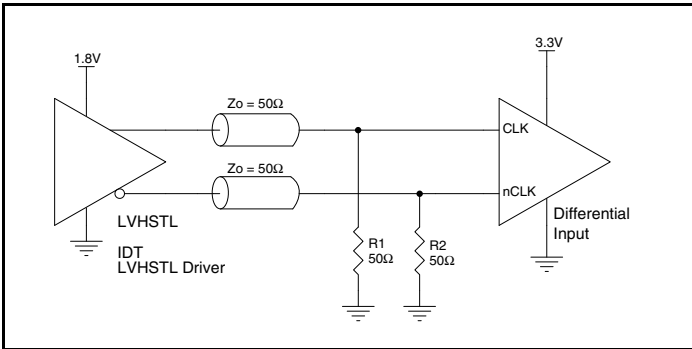 1.8V
3.3V
Zo = 50Ω
CLK
Zo = 50Ω
nCLK
LVHSTL
IDT
LVHSTL Driver
R1
50Ω
R2
50Ω
Differential
Input